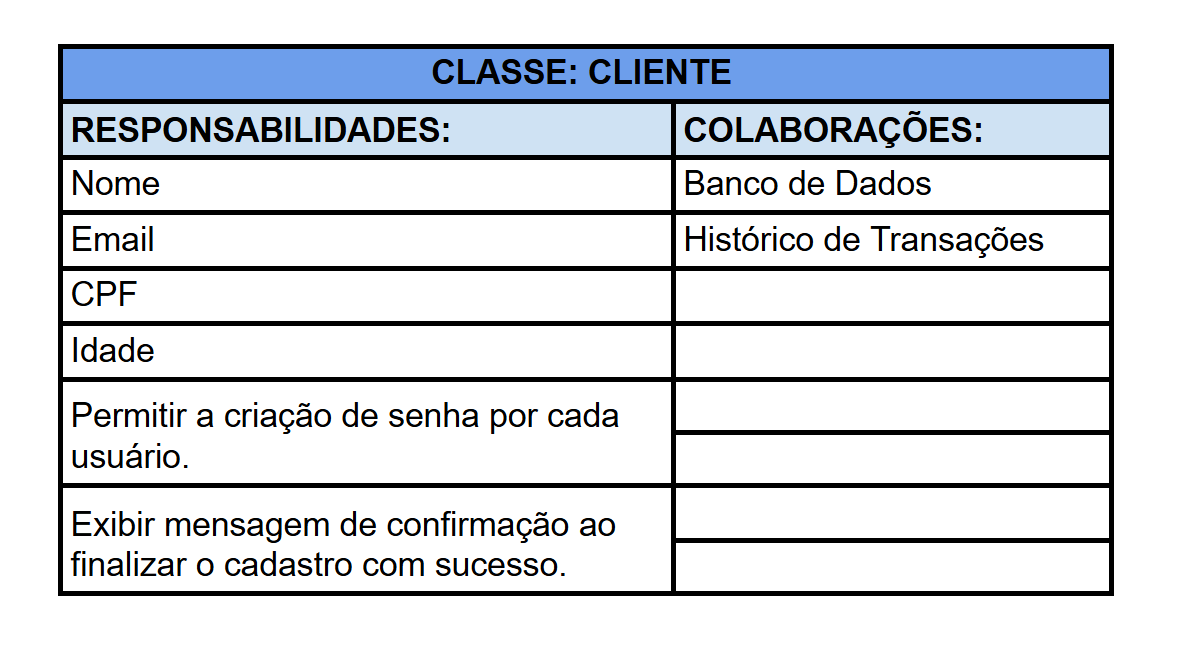 CLASSE: CLIENTE
RESPONSABILIDADES:
COLABORAÇÕES:
Nome
Banco de Dados
Email
Histórico de Transações
CPF
Idade
Permitir a criação de senha por cada
usuário.
Exibir mensagem de confirmação ao
finalizar o cadastro com sucesso.